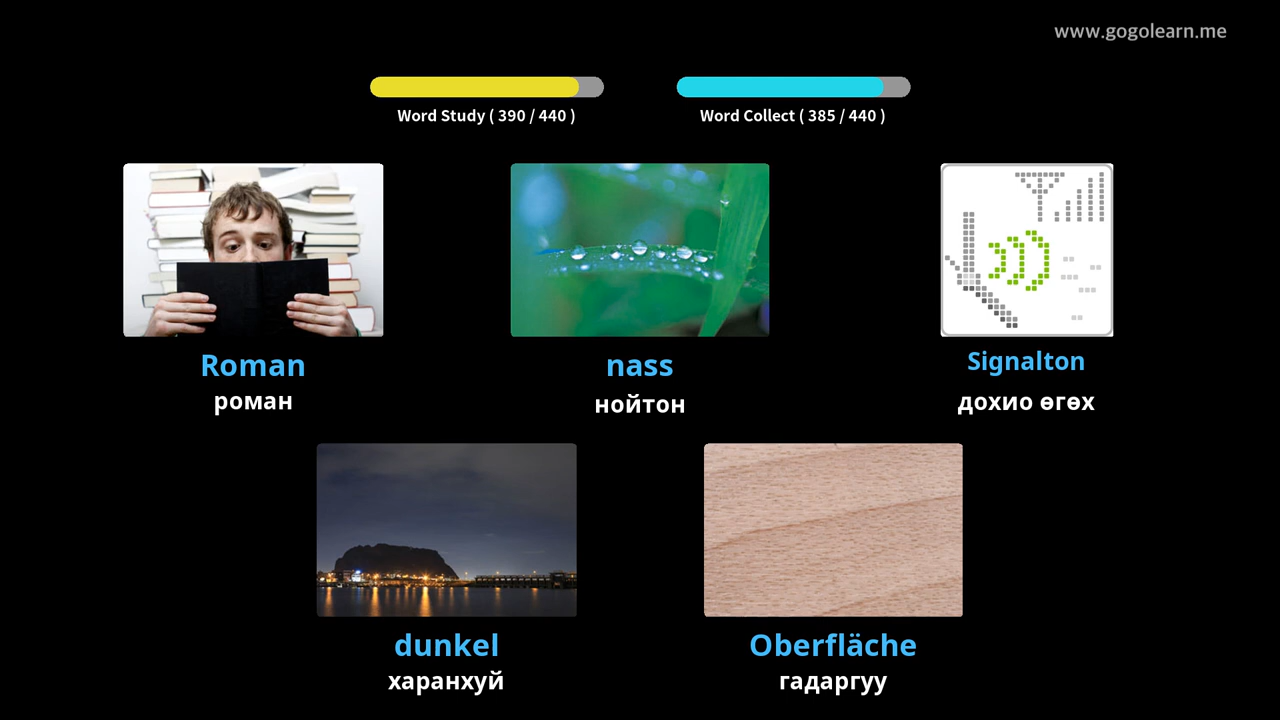 www.gogolearn.me
Word Study ( 390 / 440 )
Word Collect ( 385 / 440 )
Roman
роман
nass
нойтон
Signalton
дохио өгөх
dunkel
харанхуй
Oberfläche
гадаргуу